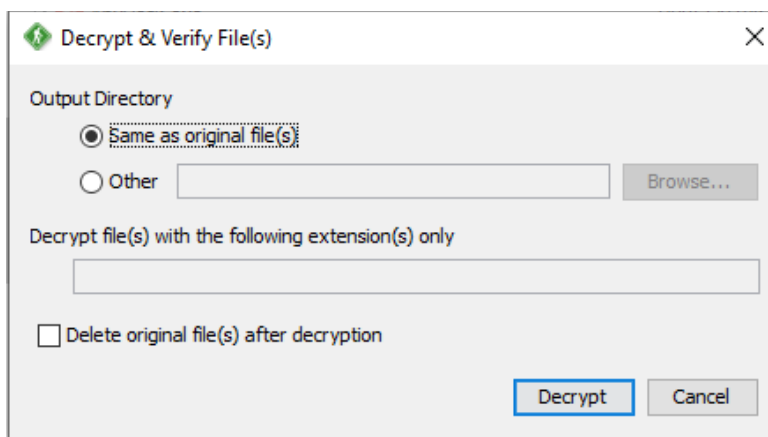 Decrypt & Verify File(s)
Output Directory
Same as original file(s)
Other Browse...
Decrypt file(s) with the following extension(s) only
Delete original file(s) after decryption
Decrypt Cancel